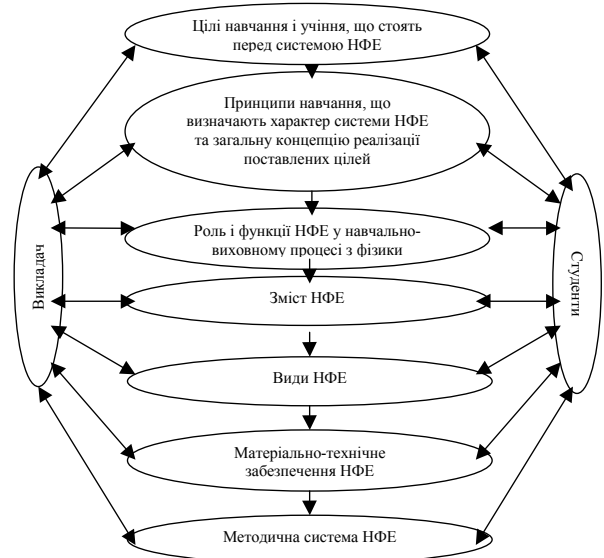 Цілі навчання і учіння, що стоять
перед системою НФЕ
Принципи навчання, що
визначають характер системи НФЕ
та загальну концепцію реалізації
поставлених цілей
Роль і функції НФЕ у навчально-
виховному процесі з фізики
Зміст НФЕ
Види НФЕ
Матеріально-технічне
забезпечення НФЕ
Методична система НФЕ
Викладач
Студенти